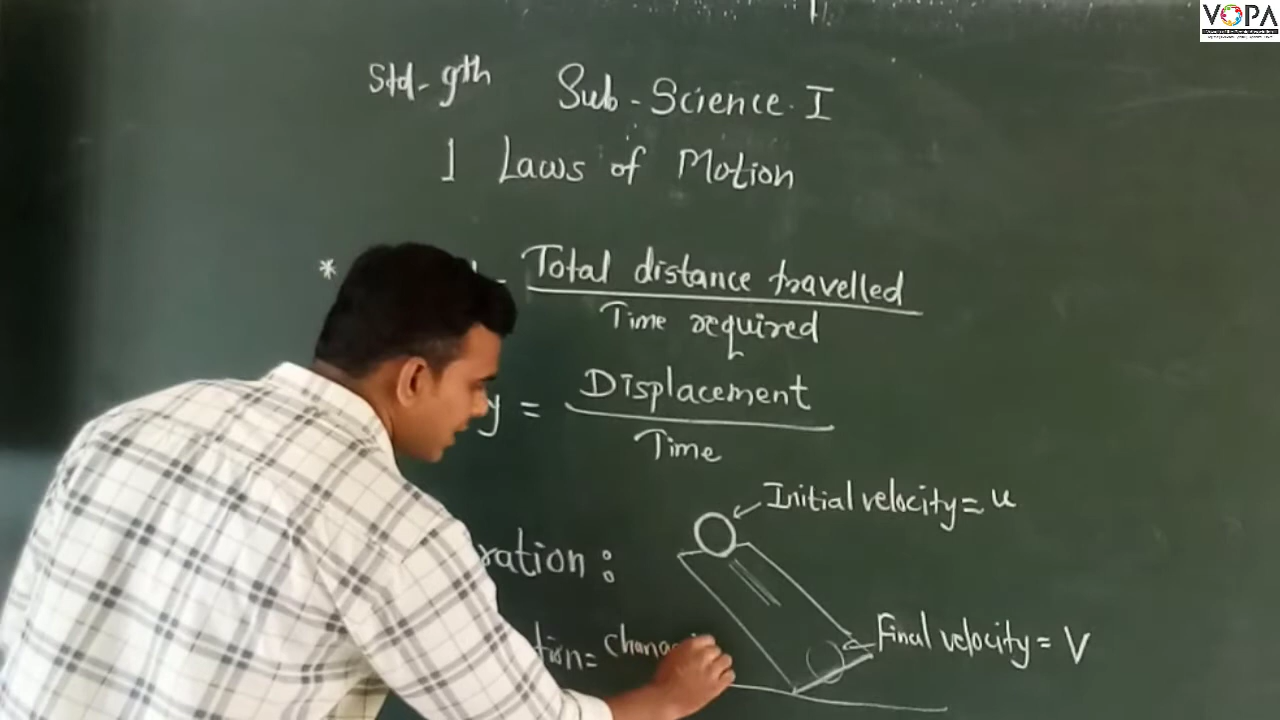 VOPA
Std - 9th Sub - Science - I
1 Laws of Motion
* Total distance travelled
Time required
y = Displacement
Time
Initial velocity = u
ration :
Final velocity = V
tion =